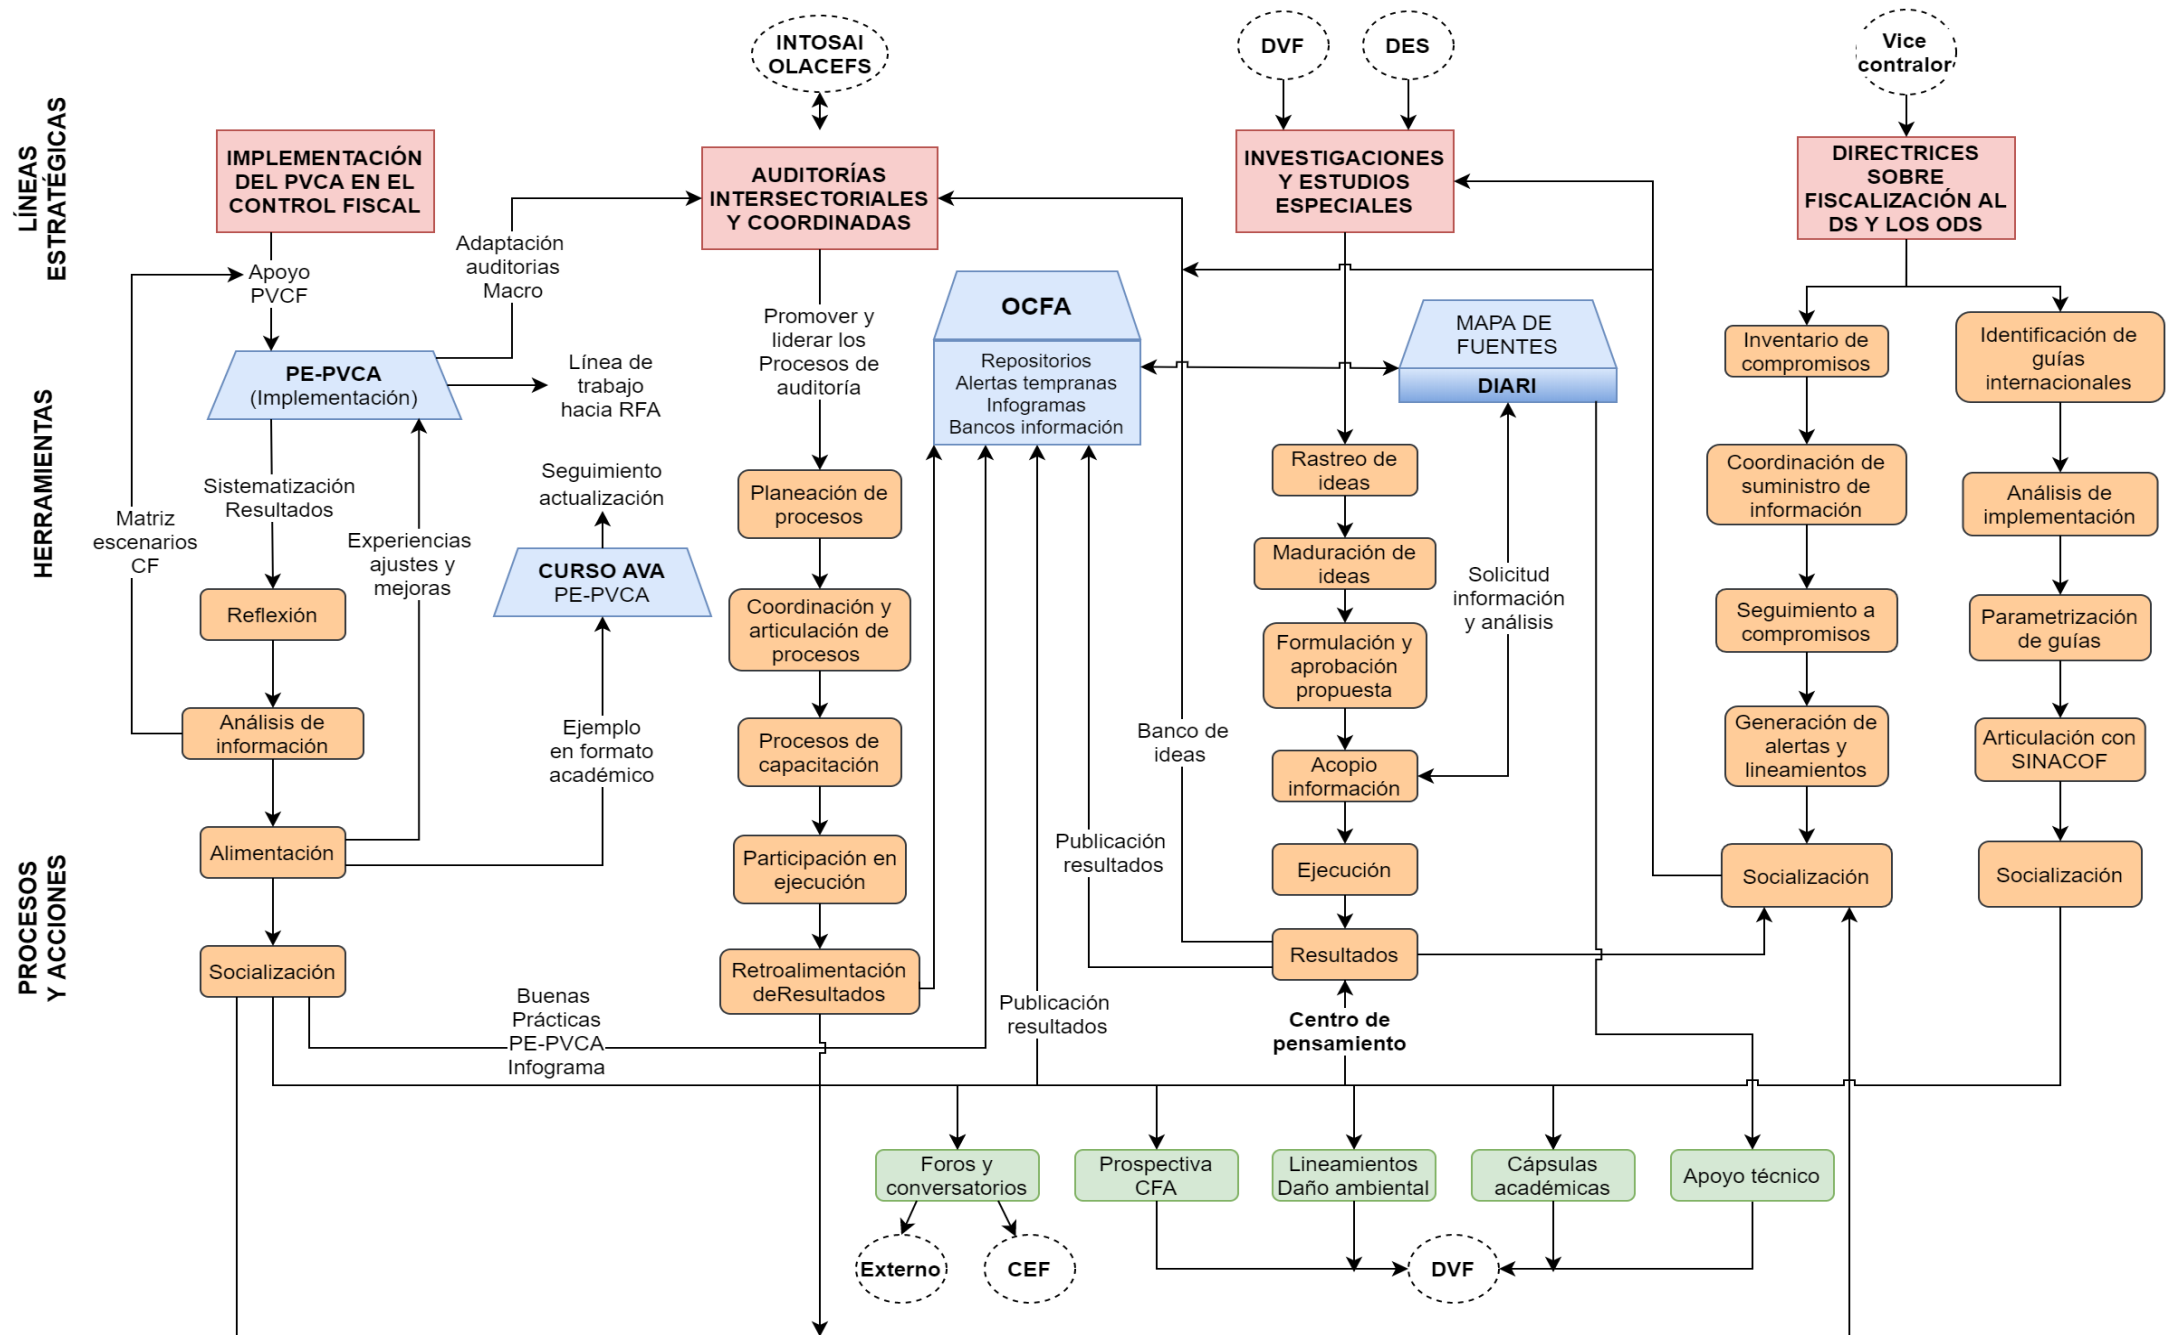 INTOSAI
OLACEFS
DVF
DES
Vice
contralor
LÍNEAS
ESTRATÉGICAS
IMPLEMENTACIÓN
DEL PVCA EN EL
CONTROL FISCAL
AUDITORÍAS
INTERSECTORIALES
Y COORDINADAS
INVESTIGACIONES
Y ESTUDIOS
ESPECIALES
DIRECTRICES
SOBRE
FISCALIZACIÓN AL
DS Y LOS ODS
Apoyo
PVCF
Adaptación
auditorias
Macro
Promover y
liderar los
Procesos de
auditoría
HERRAMIENTAS
PE-PVCA
(Implementación)
Línea de
trabajo
hacia RFA
OCFA
Repositorios
Alertas tempranas
Infogramas
Bancos información
MAPA DE
FUENTES
DIARI
Inventario de
compromisos
Identificación de
guías
internacionales
Matriz
escenarios
CF
Sistematización
Resultados
Experiencias
ajustes y
mejoras
Seguimiento
actualización
CURSO AVA
PE-PVCA
Planeación de
procesos
Rastreo de
ideas
Maduración de
ideas
Solicitud
información
y análisis
Coordinación de
suministro de
información
Análisis de
implementación
Reflexión
Coordinación y
articulación de
procesos
Formulación y
aprobación
propuesta
Seguimiento a
compromisos
Parametrización
de guías
Análisis de
información
Ejemplo
en formato
académico
Procesos de
capacitación
Banco de
ideas
Acopio
información
Generación de
alertas y
lineamientos
Articulación con
SINACOF
PROCESOS
Y ACCIONES
Alimentación
Participación en
ejecución
Publicación
resultados
Ejecución
Socialización
Socialización
Socialización
Retroalimentación
deResultados
Resultados
Buenas
Prácticas
PE-PVCA
Infograma
Publicación
resultados
Centro de
pensamiento
Foros y
conversatorios
Prospectiva
CFA
Lineamientos
Daño ambiental
Cápsulas
académicas
Apoyo técnico
Externo
CEF
DVF